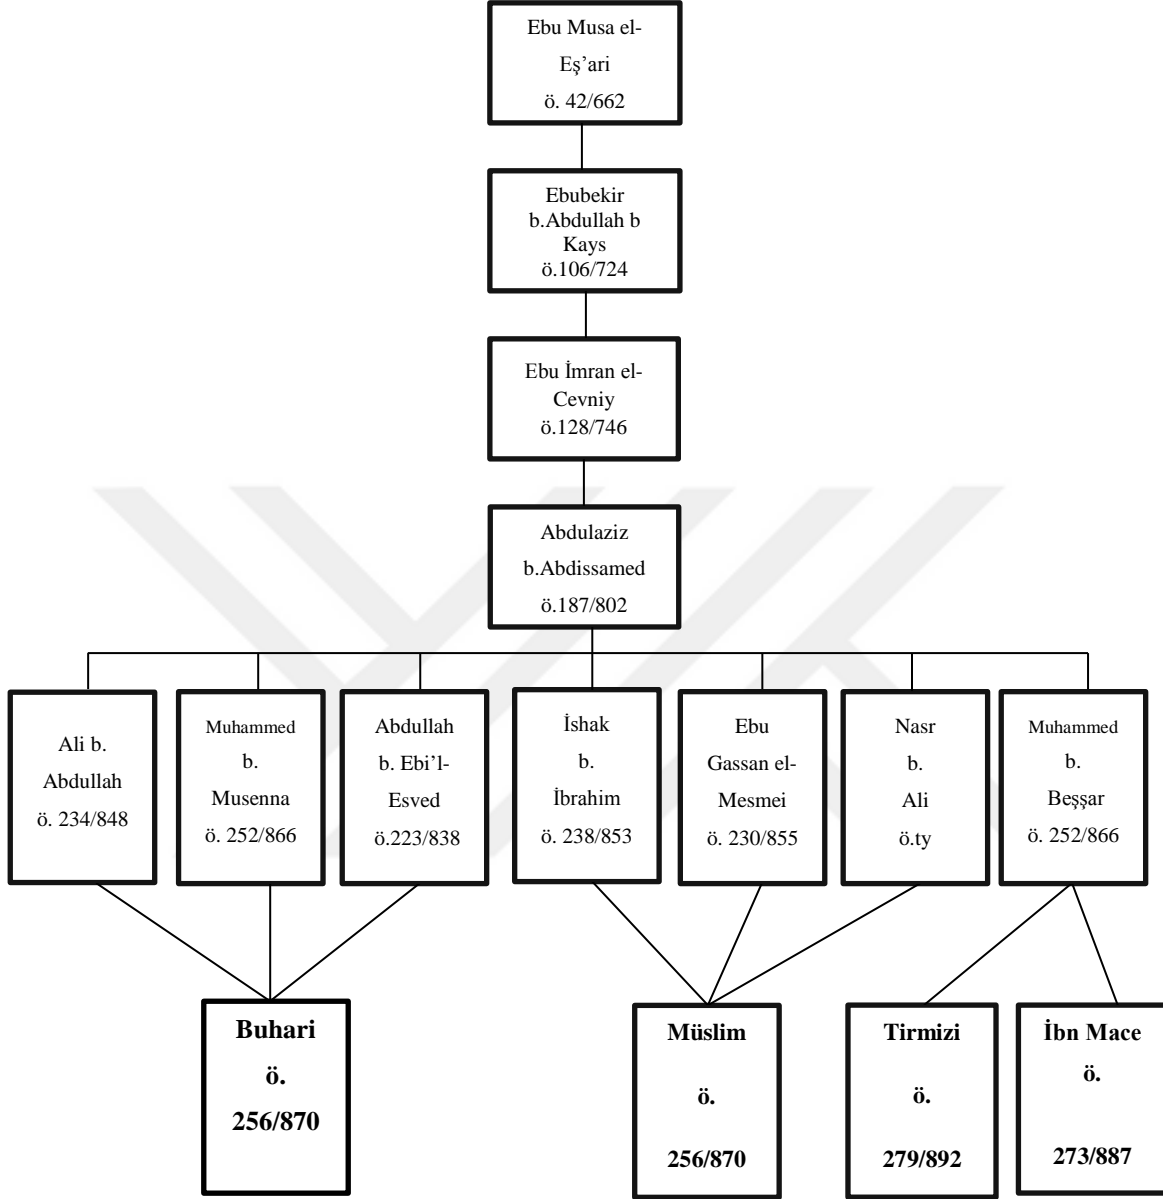 Ebu Musa el-
Eş’ari
ö. 42/662
Ebubekir
b.Abdullah b
Kays
ö.106/724
Ebu İmran el-
Cevniy
ö.128/746
Abdulaziz
b.Abdissamed
ö.187/802
Ali b.
Abdullah
ö. 234/848
Muhammed
b.
Musenna
ö. 252/866
Abdullah
b. Ebi’l-
Esved
ö.223/838
İshak
b.
İbrahim
ö. 238/853
Ebu
Gassan el-
Mesmei
ö. 230/855
Nasr
b.
Ali
ö.ty
Muhammed
b.
Beşşar
ö. 252/866
Buhari
ö.
256/870
Müslim
ö.
256/870
Tirmizi
ö.
279/892
İbn Mace
ö.
273/887